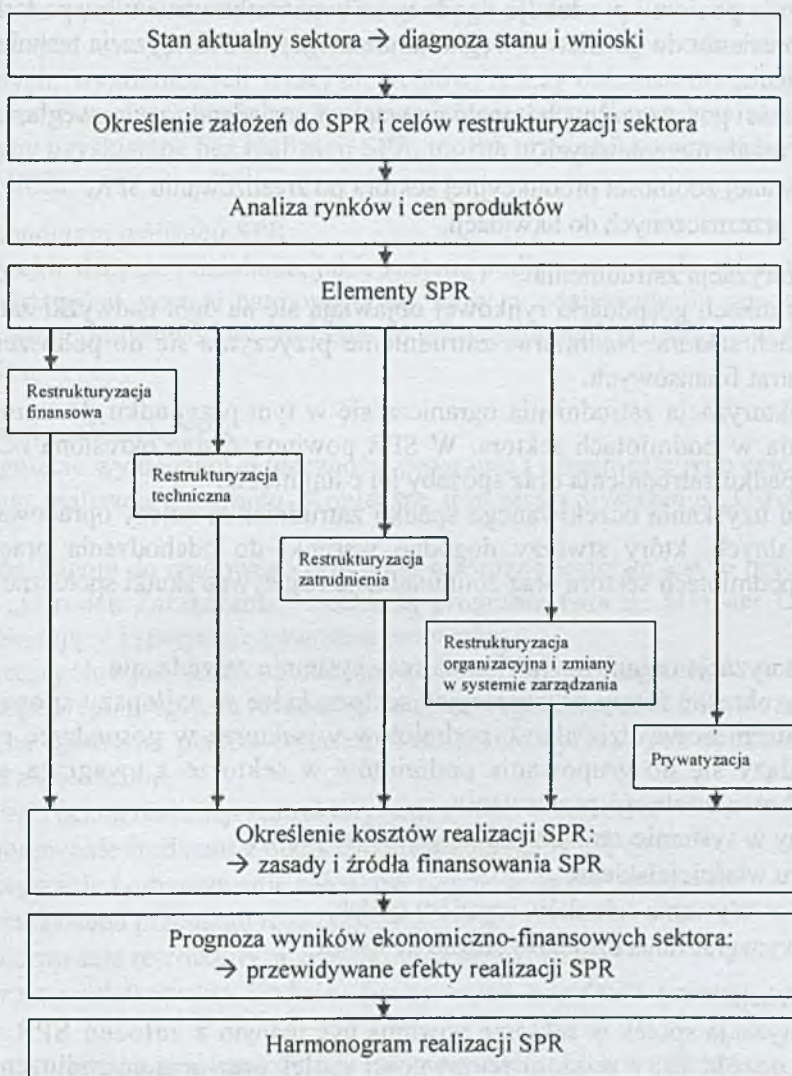 Stan aktualny sektora → diagnoza stanu i wnioski
Określenie założeń do SPR i celów restrukturyzacji sektora
Analiza rynków i cen produktów
Elementy SPR
Restrukturyzacja
finansowa
Restrukturyzacja
techniczna
Restrukturyzacja
zatrudnienia
Restrukturyzacja
organizacyjna i zmiany
w systemie zarządzania
Prywatyzacja
Określenie kosztów realizacji SPR:
→ zasady i źródła finansowania SPR
Prognoza wyników ekonomiczno-finansowych sektora:
→ przewidywane efekty realizacji SPR
Harmonogram realizacji SPR